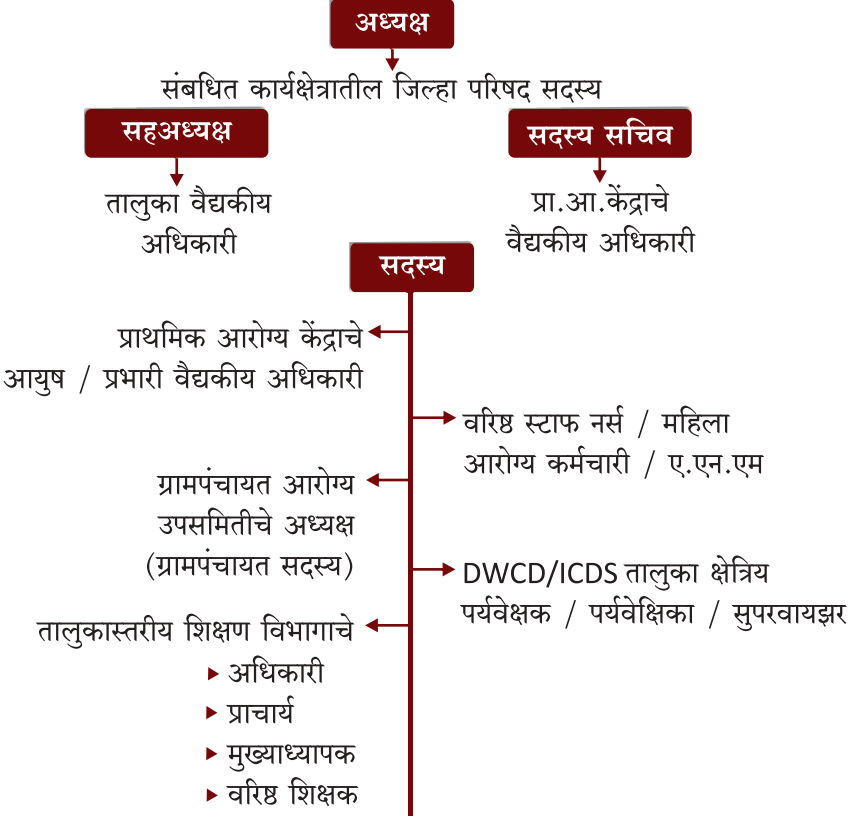 अध्यक्ष
संबधित कार्यक्षेत्रातील जिल्हा परिषद सदस्य
सहअध्यक्ष
तालुका वैद्यकीय
अधिकारी
सदस्य सचिव
प्रा.आ.केंद्राचे
वैद्यकीय अधिकारी
सदस्य
प्राथमिक आरोग्य केंद्राचे
आयुष / प्रभारी वैद्यकीय अधिकारी
वरिष्ठ स्टाफ नर्स / महिला
आरोग्य कर्मचारी / ए.एन.एम
ग्रामपंचायत आरोग्य
उपसमितीचे अध्यक्ष
(ग्रामपंचायत सदस्य)
DWCD/ICDS तालुका क्षेत्रिय
पर्यवेक्षक / पर्यवेक्षिका / सुपरवायझर
तालुकास्तरीय शिक्षण विभागाचे
अधिकारी
प्राचार्य
मुख्याध्यापक
वरिष्ठ शिक्षक